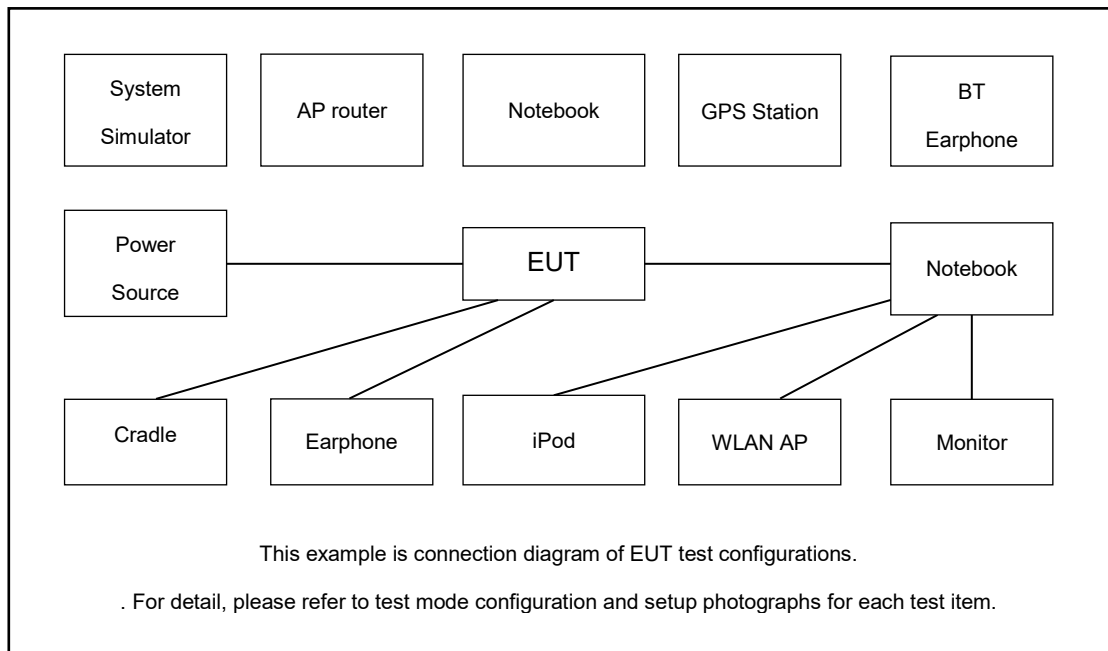 System
Simulator
AP router
Notebook
GPS Station
BT
Earphone
Power
Source
EUT
Notebook
Cradle
Earphone
iPod
WLAN AP
Monitor
This example is connection diagram of EUT test configurations.
. For detail, please refer to test mode configuration and setup photographs for each test item.